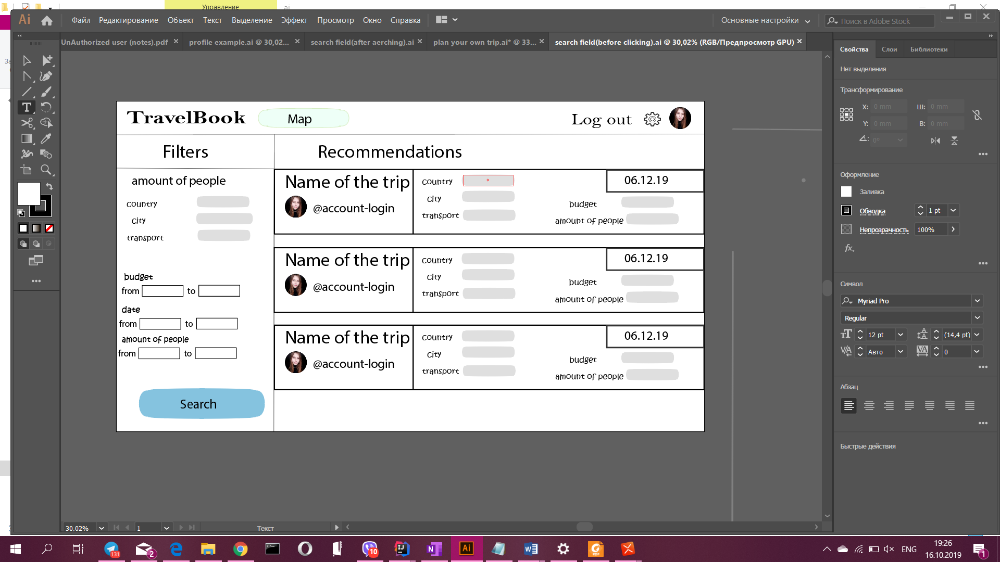 Управление
ai
Ai
Файл Редактирование Объект Текст Выделение Эффект Просмотр Окно Справка
Основные настройки
Поиск в Adobe Stock
UnAuthorized user (notes).pdf
profile example.ai @ 30,02...
search field(after aerching).ai
plan your own trip.ai* @ 33...
search field(before clicking).ai @ 30,02% (RGB/Предпросмотр GPU)
Свойства Слои Библиотеки
Нет выделения
Трансформирование
X: 0 mm Ш: 0 mm
Y: 0 mm В: 0 mm
0°
Оформление
Заливка
Обводка 1 pt
Непрозрачность 100%
fx.
Символ
Myriad Pro
Regular
12 pt (14,4 pt)
Авто 0
Абзац
Быстрые действия
TravelBook Map Log out
Filters Recommendations
amount of people
country
City
transport
budget
from to
date
from to
amount of people
from to
Search
Name of the trip
@account-login
country
City
transport
06.12.19
budget
amount of people
Name of the trip
@account-login
country
City
transport
06.12.19
budget
amount of people
Name of the trip
@account-login
country
City
transport
06.12.19
budget
amount of people
30,02% 1 Текст
131 2 10 Ai ENG
19:26
16.10.2019
1